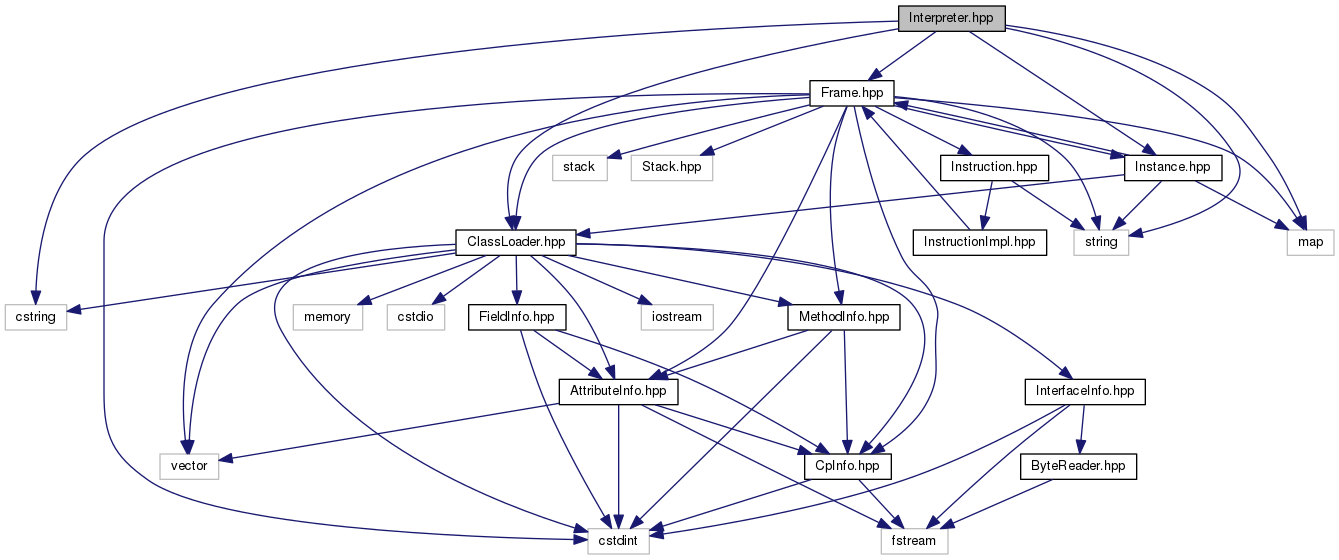 Interpreter.hpp
Frame.hpp
stack
Stack.hpp
Instruction.hpp
Instance.hpp
ClassLoader.hpp
InstructionImpl.hpp
string
map
cstring
memory
cstdio
FieldInfo.hpp
iostream
MethodInfo.hpp
AttributeInfo.hpp
InterfaceInfo.hpp
vector
CpInfo.hpp
ByteReader.hpp
cstdint
fstream